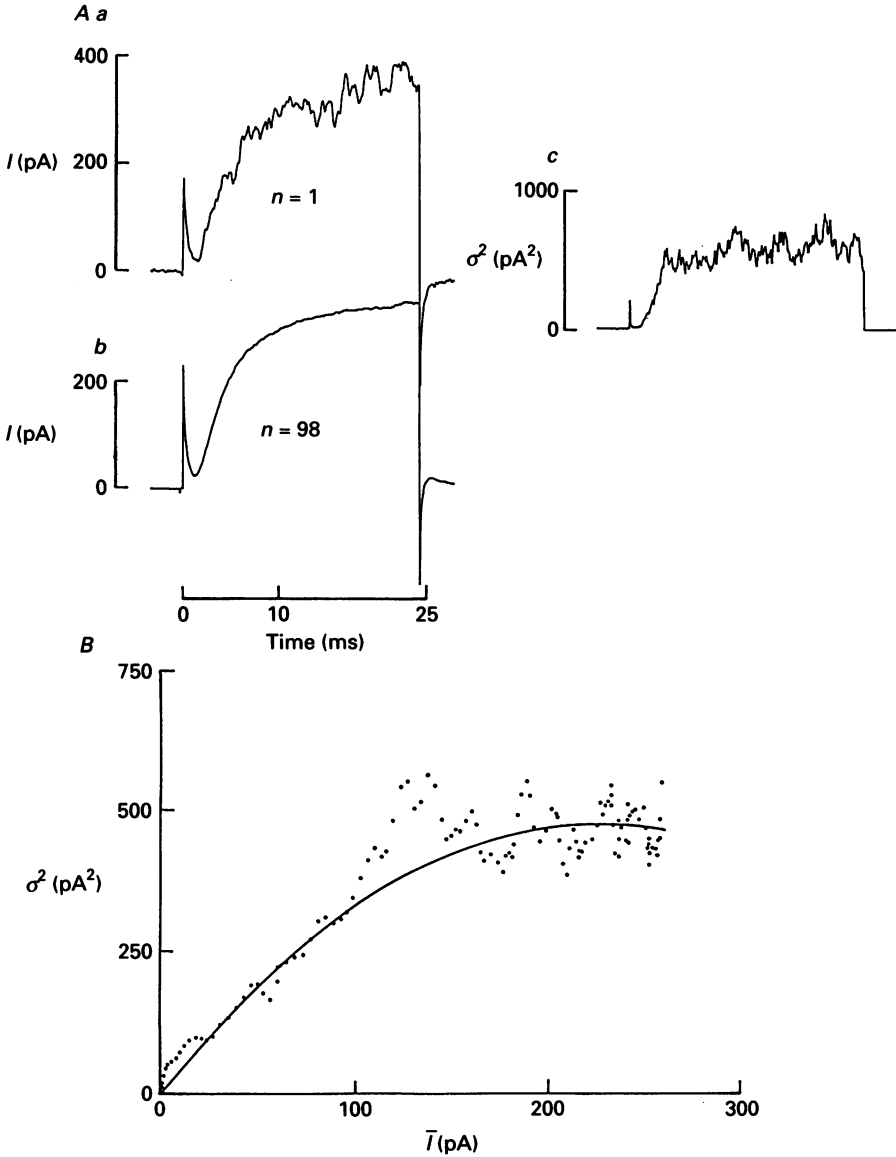 A a
400
I (pA) 200
n = 1
0
b
200
I (pA)
n = 98
0
0 10 25
Time (ms)
c
1000
σ² (pA²)
0
B
750
500
σ² (pA²)
250
0
0 100 200 300
Ī (pA)